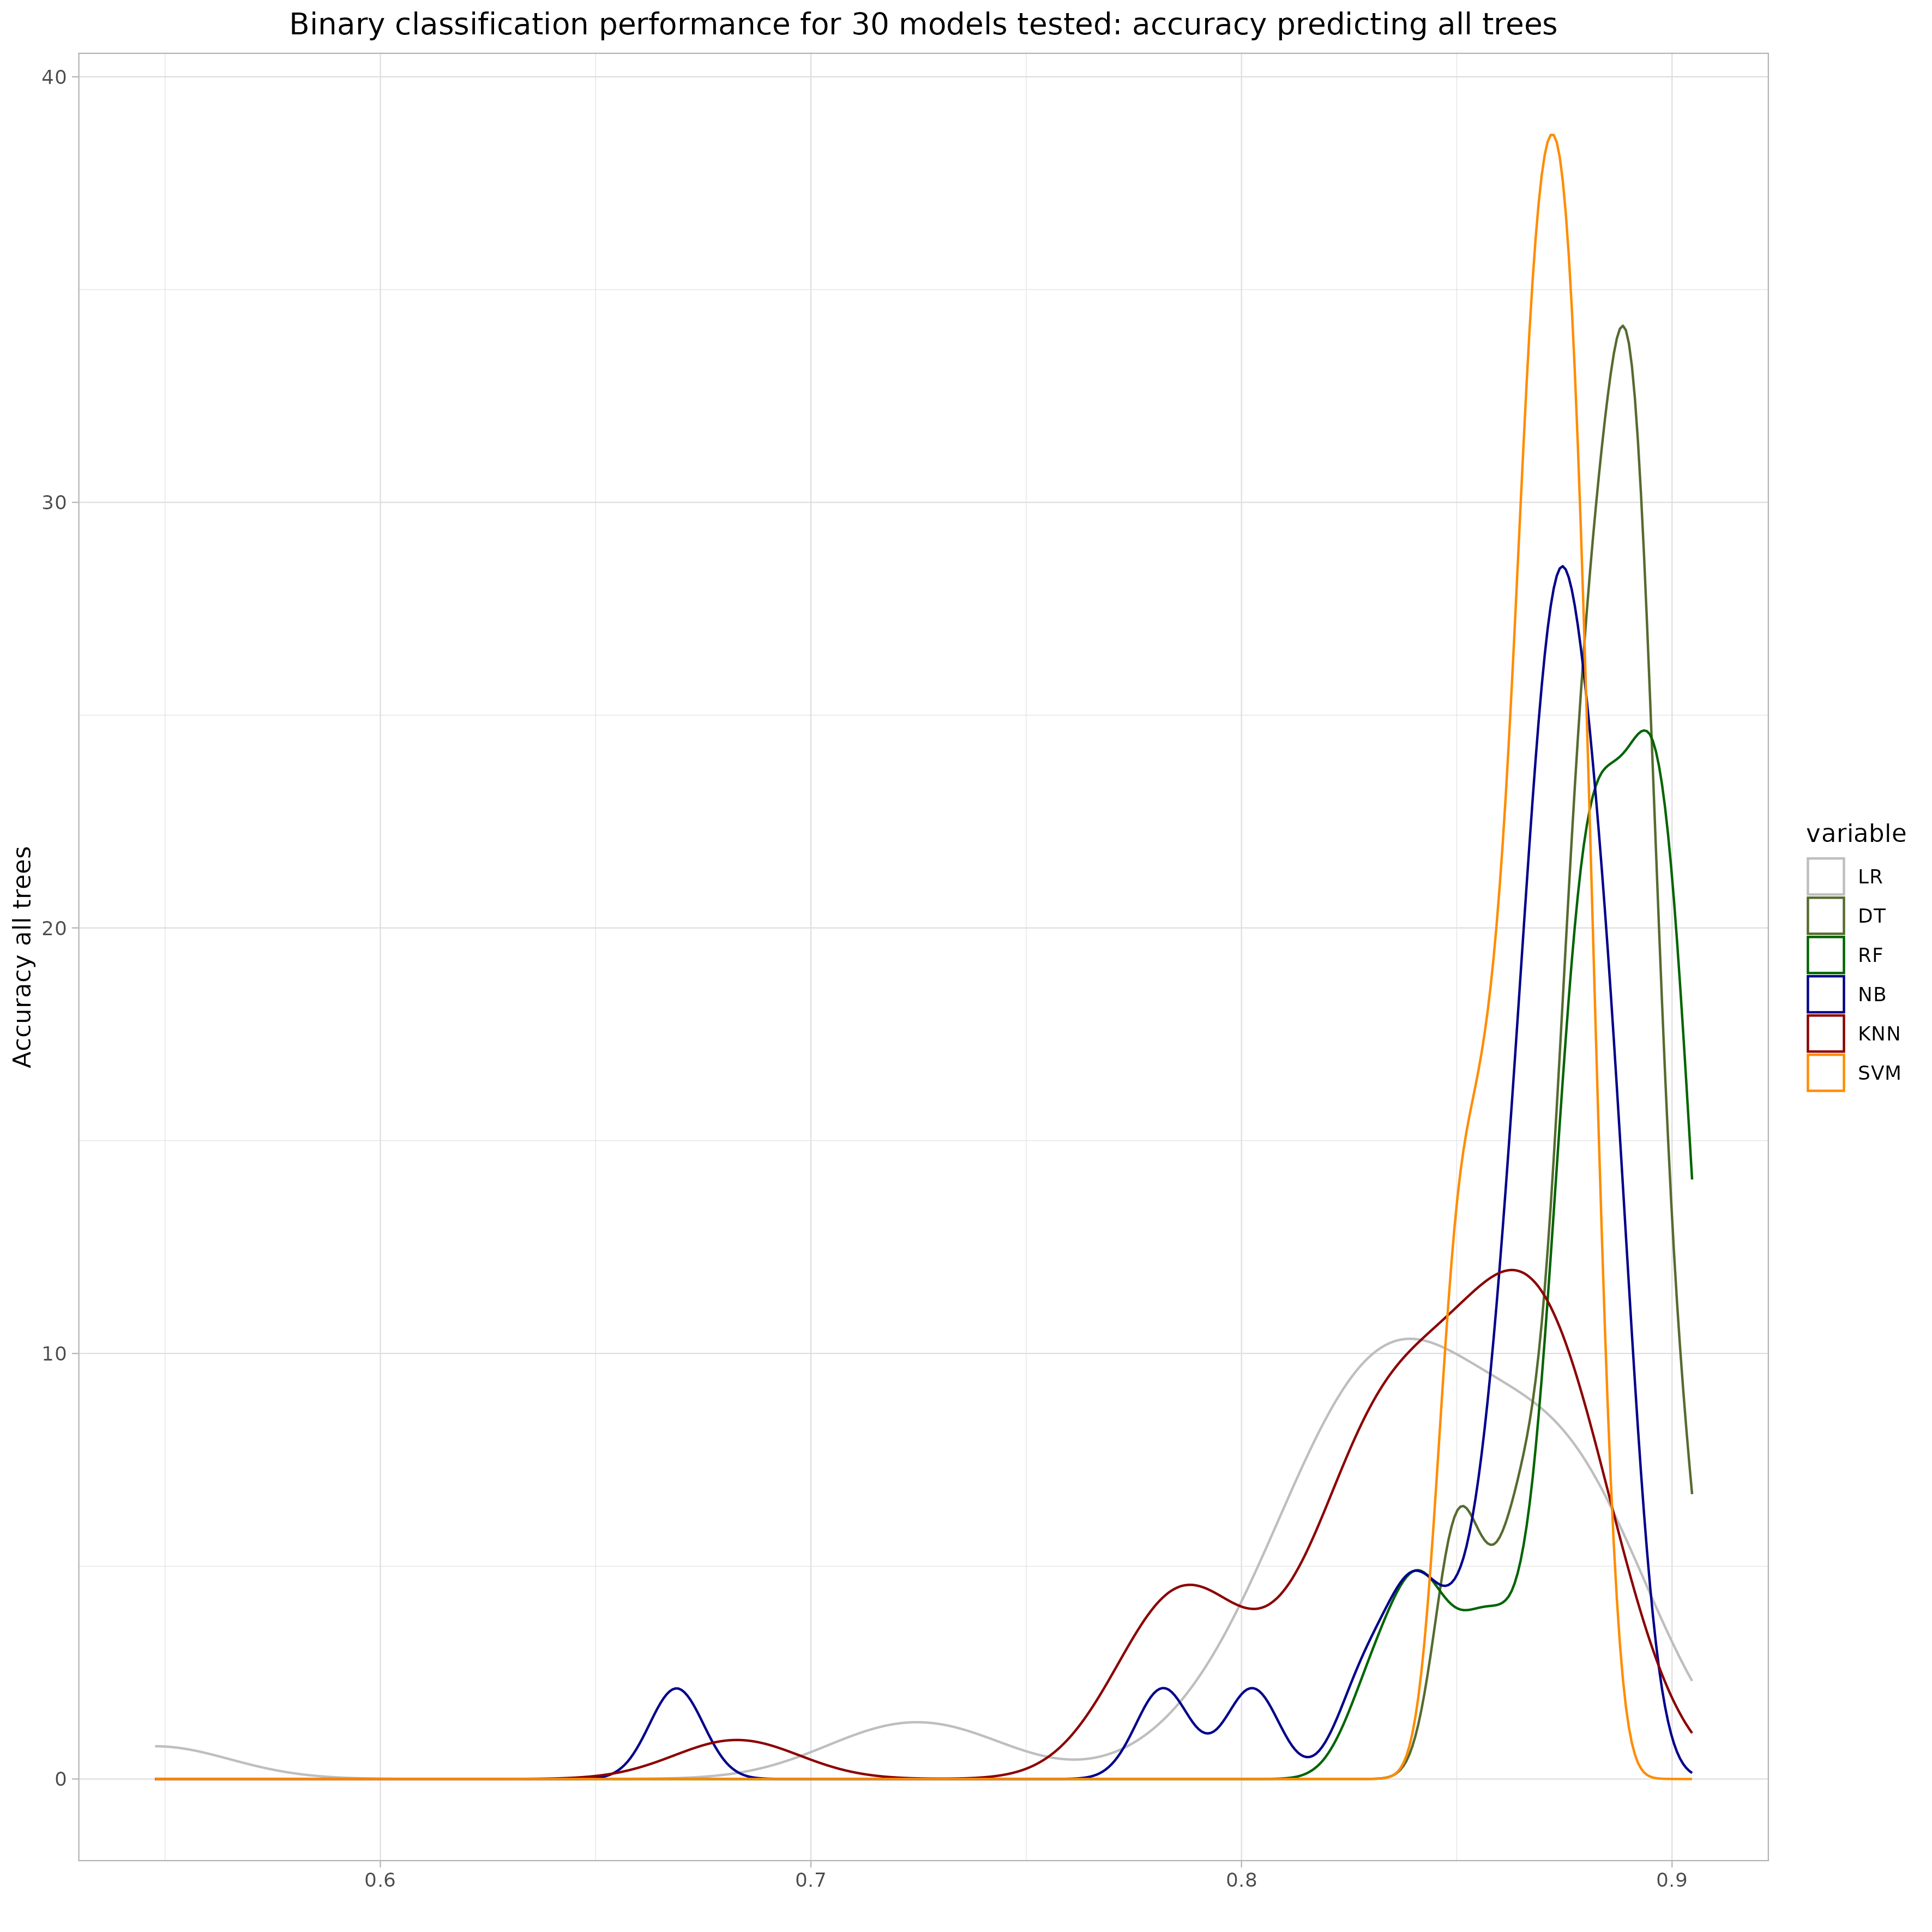 Binary classification performance for 30 models tested: accuracy predicting all trees
40
30
20
10
0
Accuracy all trees
0.6
0.7
0.8
0.9
variable
LR
DT
RF
NB
KNN
SVM